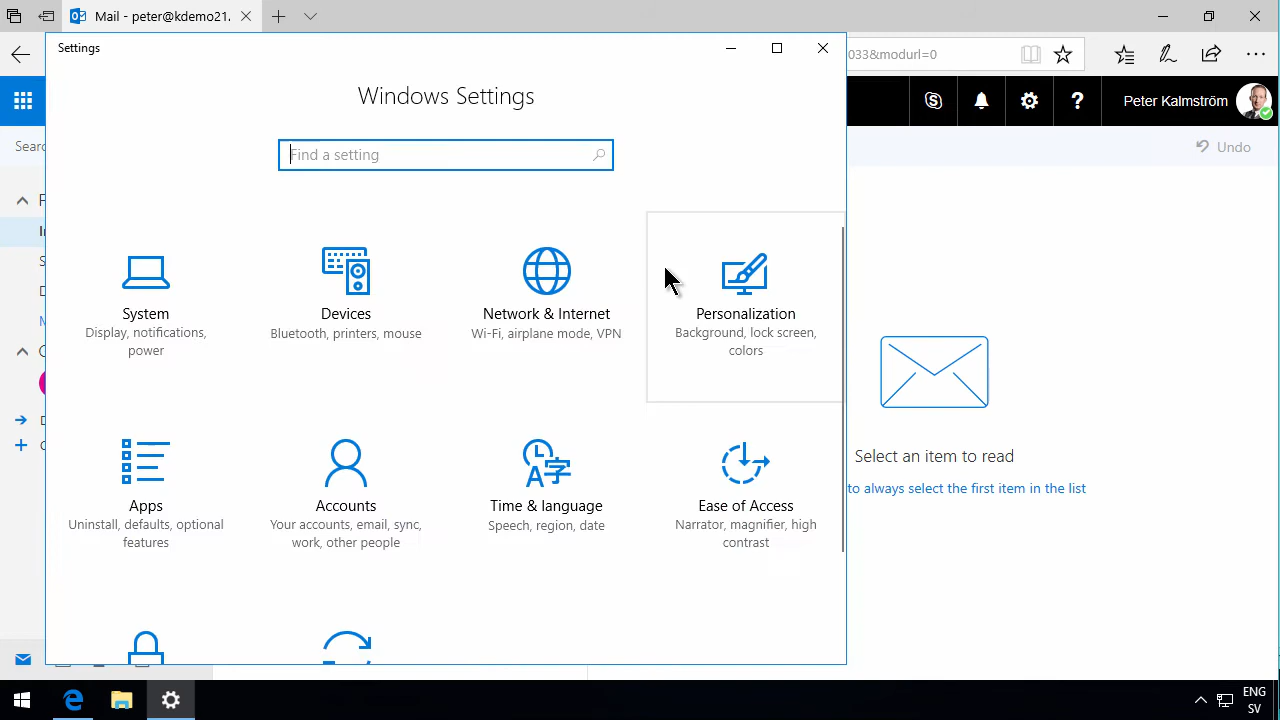 Mail - peter@kdemo21.
Settings
033&modurl=0
Windows Settings
Peter Kalmström
Find a setting
Sear
Undo
System
Display, notifications,
power
Devices
Bluetooth, printers, mouse
Network & Internet
Wi-Fi, airplane mode, VPN
Personalization
Background, lock screen,
colors
Select an item to read
to always select the first item in the list
Apps
Uninstall, defaults, optional
features
Accounts
Your accounts, email, sync,
work, other people
Time & language
Speech, region, date
Ease of Access
Narrator, magnifier, high
contrast
ENG
SV